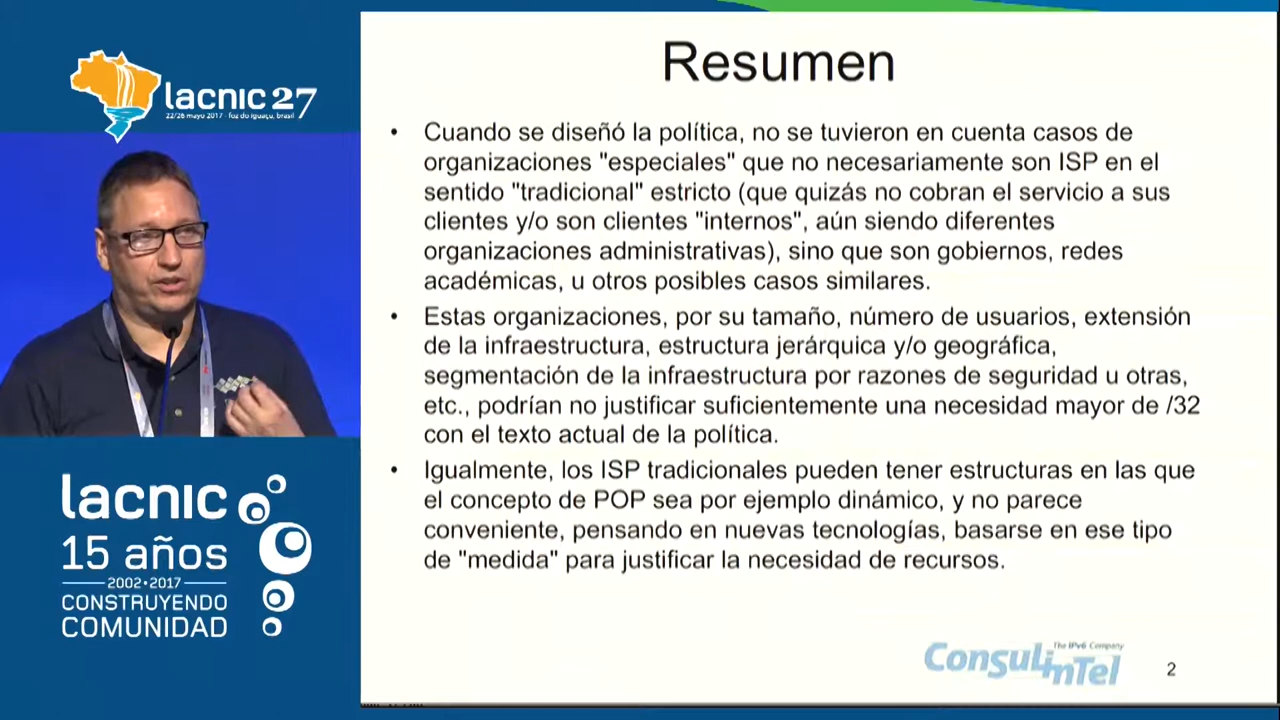 lacnic 27
22/26 mayo 2017 - foz do iguaçu, brasil
lacnic
15 años
2002•2017
CONSTRUYENDO
COMUNIDAD
Resumen
• Cuando se diseñó la política, no se tuvieron en cuenta casos de
organizaciones "especiales" que no necesariamente son ISP en el
sentido "tradicional" estricto (que quizás no cobran el servicio a sus
clientes y/o son clientes "internos", aún siendo diferentes
organizaciones administrativas), sino que son gobiernos, redes
académicas, u otros posibles casos similares.
• Estas organizaciones, por su tamaño, número de usuarios, extensión
de la infraestructura, estructura jerárquica y/o geográfica,
segmentación de la infraestructura por razones de seguridad u otras,
etc., podrían no justificar suficientemente una necesidad mayor de /32
con el texto actual de la política.
• Igualmente, los ISP tradicionales pueden tener estructuras en las que
el concepto de POP sea por ejemplo dinámico, y no parece
conveniente, pensando en nuevas tecnologías, basarse en ese tipo
de "medida" para justificar la necesidad de recursos.
The IPv6 Company
ConsulinTel
2